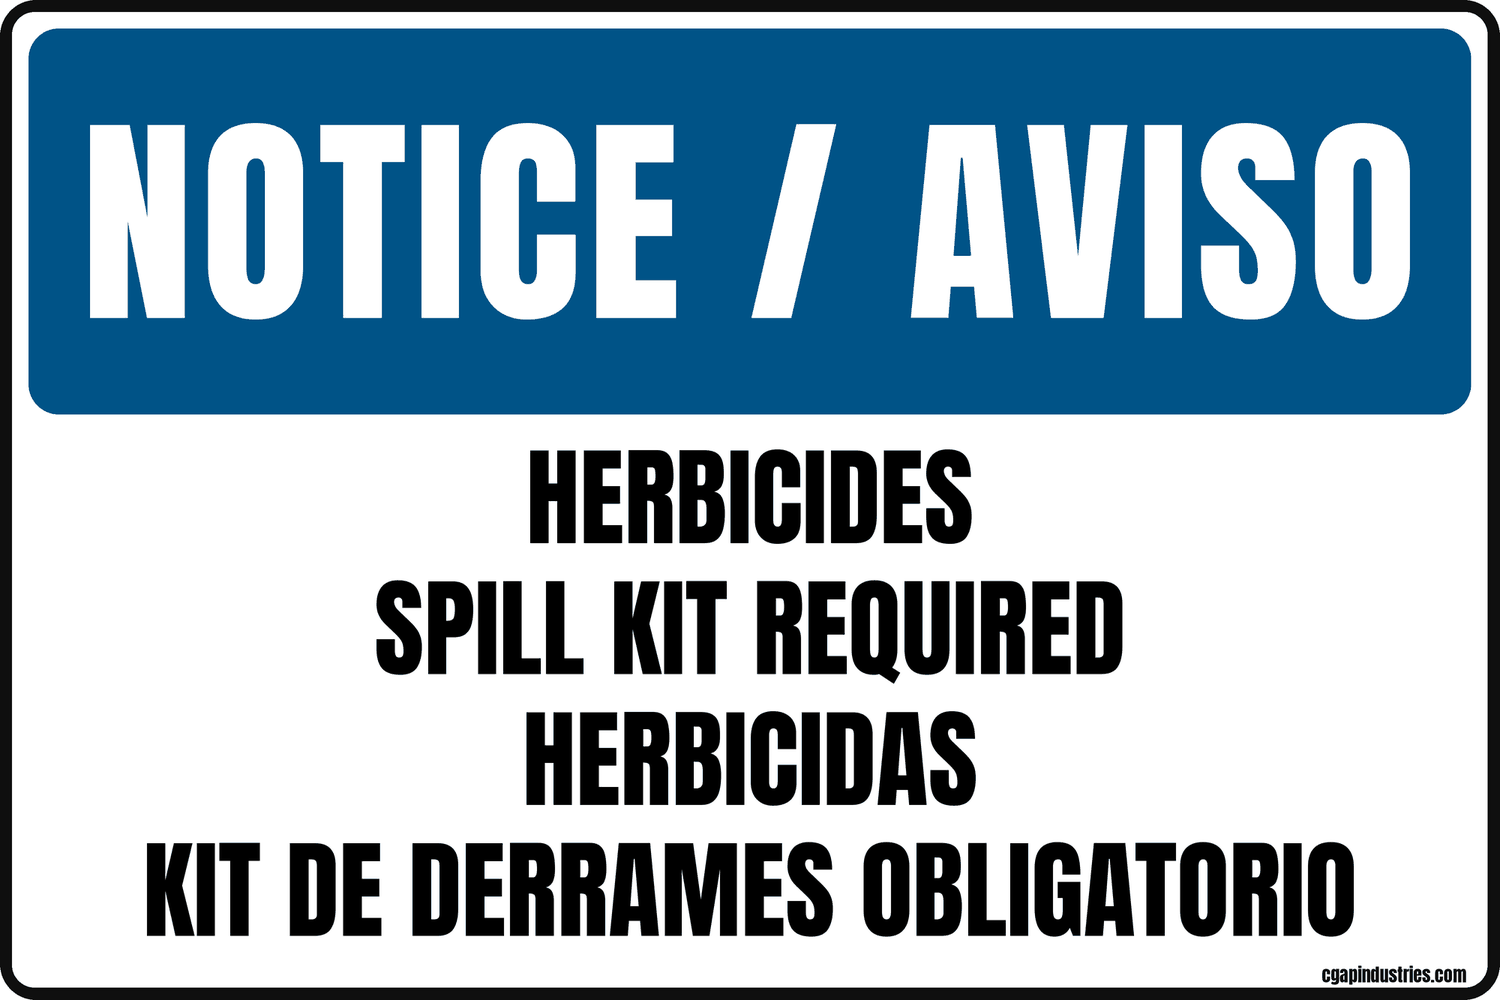 NOTICE / AVISO
HERBICIDES
SPILL KIT REQUIRED
HERBICIDAS
KIT DE DERRAMES OBLIGATORIO
cgapindustries.com